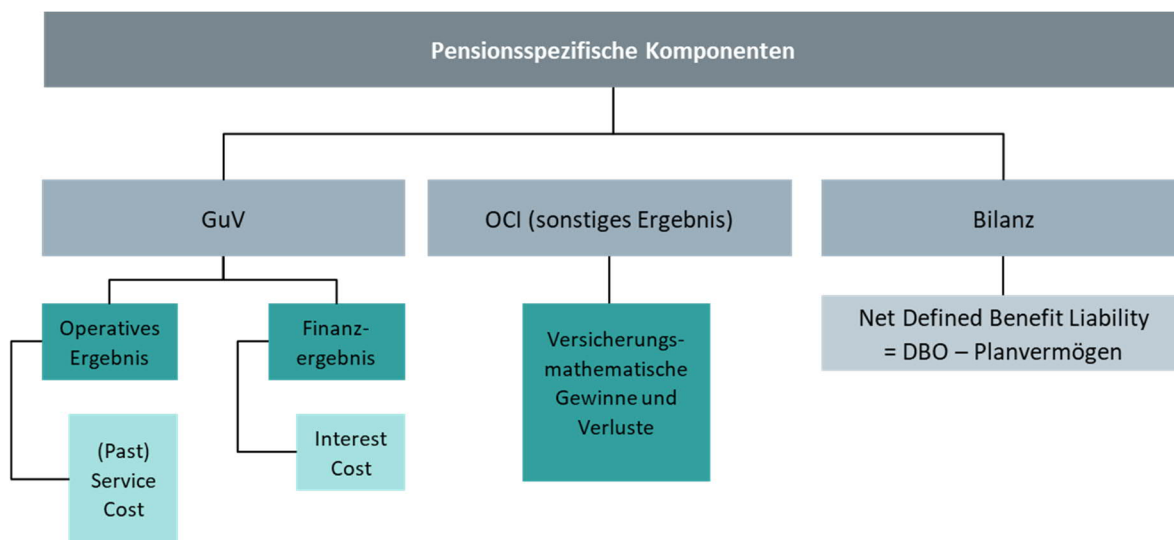 Pensionsspezifische Komponenten
GuV
OCI (sonstiges Ergebnis)
Bilanz
Operatives
Ergebnis
Finanz-
ergebnis
Versicherungs-
mathematische
Gewinne und
Verluste
Net Defined Benefit Liability
= DBO – Planvermögen
(Past)
Service
Cost
Interest
Cost